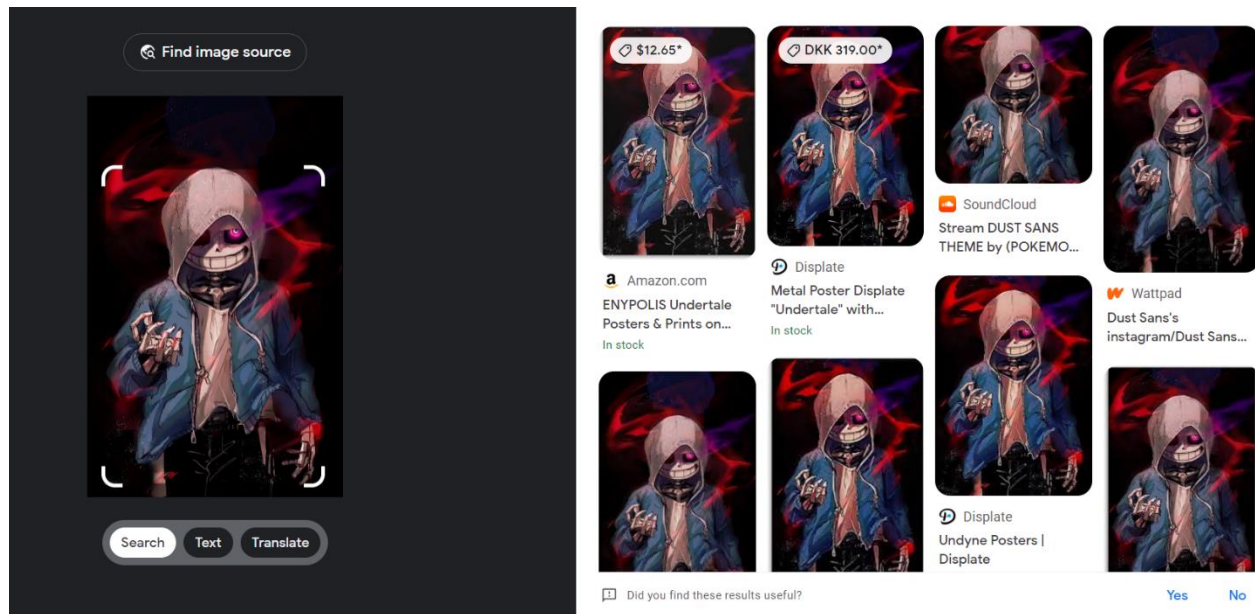 Find image source
Search
Text
Translate
$12.65*
a Amazon.com
ENYPOLIS Undertale
Posters & Prints on...
In stock
DKK 319.00*
Displate
Metal Poster Displate
"Undertale" with...
In stock
SoundCloud
Stream DUST SANS
THEME by (POKEMO...
Displate
Undyne Posters |
Displate
Wattpad
Dust Sans's
instagram/Dust Sans...
Did you find these results useful?
Yes
No